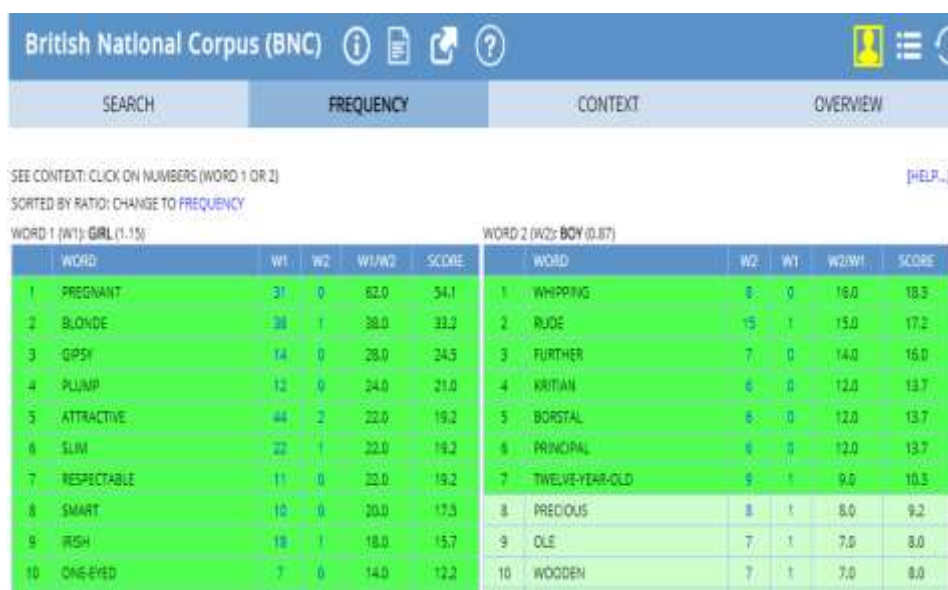 British National Corpus (BNC)
SEARCH FREQUENCY CONTEXT OVERVIEW
SEE CONTEXT: CLICK ON NUMBERS (WORD 1 OR 2) [HELP...]
SORTED BY RATIO: CHANGE TO FREQUENCY
WORD 1 (W1): GIRL (1.15) WORD 2 (W2): BOY (0.87)
WORD W1 W2 W1/W2 SCORE WORD W2 W1 W2/W1 SCORE
1 PREGNANT 31 0 62.0 54.1 1 WHIPPING 8 0 16.0 18.3
2 BLONDE 38 1 38.0 33.2 2 RUDE 15 1 15.0 17.2
3 GIPSY 14 0 28.0 24.5 3 FURTHER 7 0 14.0 16.0
4 PLUMP 12 0 24.0 21.0 4 KRITIAN 6 0 12.0 13.7
5 ATTRACTIVE 44 2 22.0 19.2 5 BORSTAL 6 0 12.0 13.7
6 SLIM 22 1 22.0 19.2 6 PRINCIPAL 6 0 12.0 13.7
7 RESPECTABLE 11 0 22.0 19.2 7 TWELVE-YEAR-OLD 9 1 9.0 10.3
8 SMART 10 0 20.0 17.5 8 PRECIOUS 8 1 8.0 9.2
9 IRISH 18 1 18.0 15.7 9 OLE 7 1 7.0 8.0
10 ONE-EYED 7 0 14.0 12.2 10 WOODEN 7 1 7.0 8.0